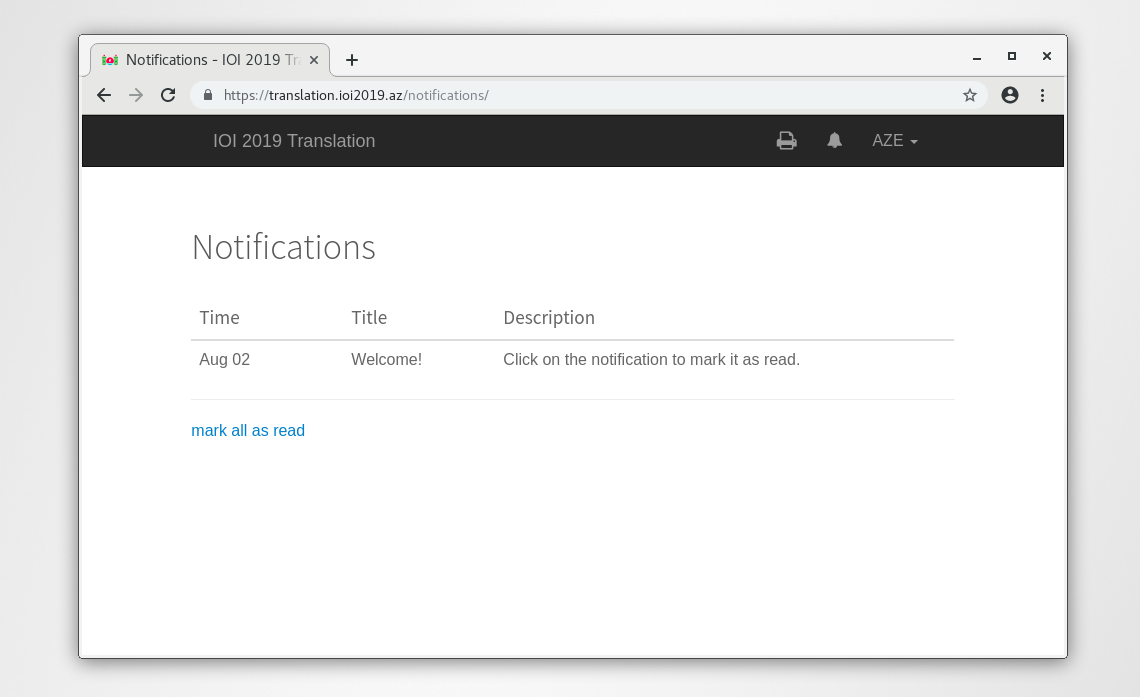 Notifications - IOI 2019 Tr
https://translation.ioi2019.az/notifications/
IOI 2019 Translation AZE
Notifications
Time Title Description
Aug 02 Welcome! Click on the notification to mark it as read.
mark all as read